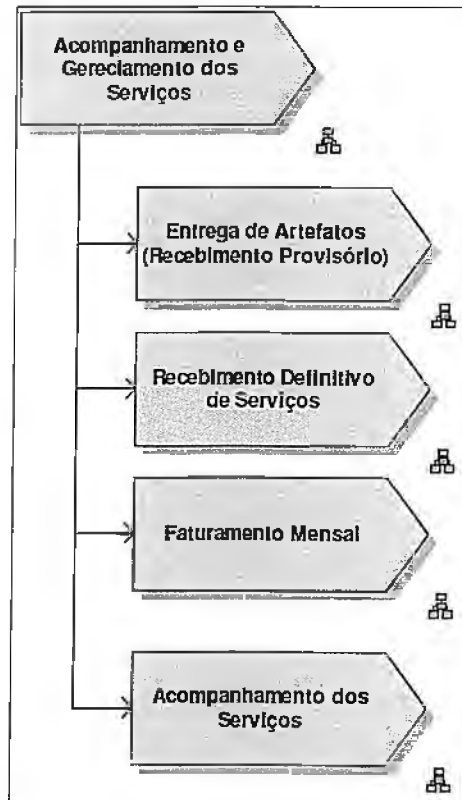 Acompanhamento e
Gereciamento dos
Serviços
Entrega de Artefatos
(Recebimento Provisório)
Recebimento Definitivo
de Serviços
Faturamento Mensal
Acompanhamento dos
Serviços